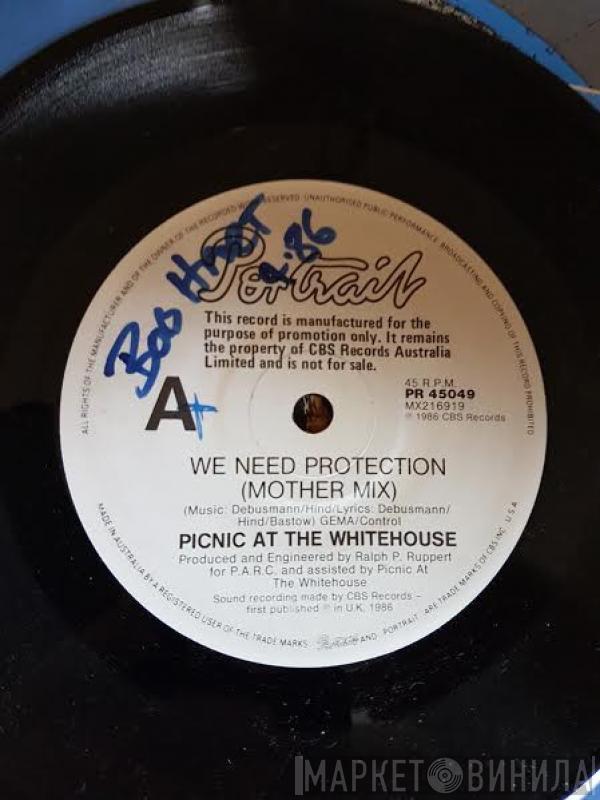 ALL RIGHTS OF THE MANUFACTURER AND OF THE OWNER OF THE RECORDED WORK RESERVED. UNAUTHORISED PUBLIC PERFORMANCE, BROADCASTING AND COPYING OF THIS RECORD PROHIBITED
Portrait
BOB
86
This record is manufactured for the
purpose of promotion only. It remains
the property of CBS Records Australia
Limited and is not for sale.
A+
45 R.P.M.
PR 45049
MX216919
℗ 1986 CBS Records
WE NEED PROTECTION
(MOTHER MIX)
(Music: Debusmann/Hind/Lyrics: Debusmann/
Hind/Bastow) GEMA/Control
PICNIC AT THE WHITEHOUSE
Produced and Engineered by Ralph P. Ruppert
for P.A.R.C. and assisted by Picnic At
The Whitehouse
Sound recording made by CBS Records –
first published ℗ in U.K. 1986
MADE IN AUSTRALIA BY A REGISTERED USER OF THE TRADE MARKS Portrait AND PORTRAIT ARE TRADE MARKS OF CBS INC. U.S.A.
МАРКЕТ ВИНИЛА